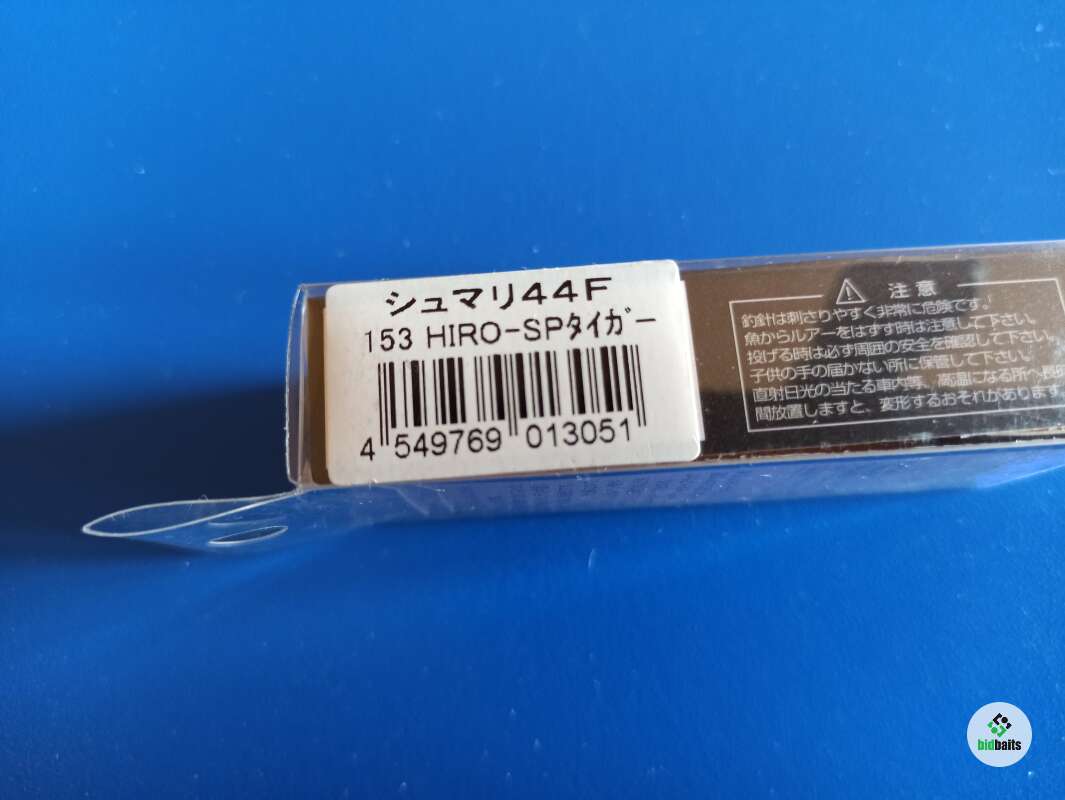 シュマリ44F
153 HIRO-SPﾀｲｶﾞｰ
4 549769 013051
注意
釣針は刺さりやすく非常に危険です。
魚からルアーをはずす時は注意して下さい。
投げる時は必ず周囲の安全を確認して下さい。
子供の手の届かない所に保管して下さい。
直射日光の当たる車内等、高温になる所へ長時
間放置しますと、変形するおそれがあります。
bidbaits